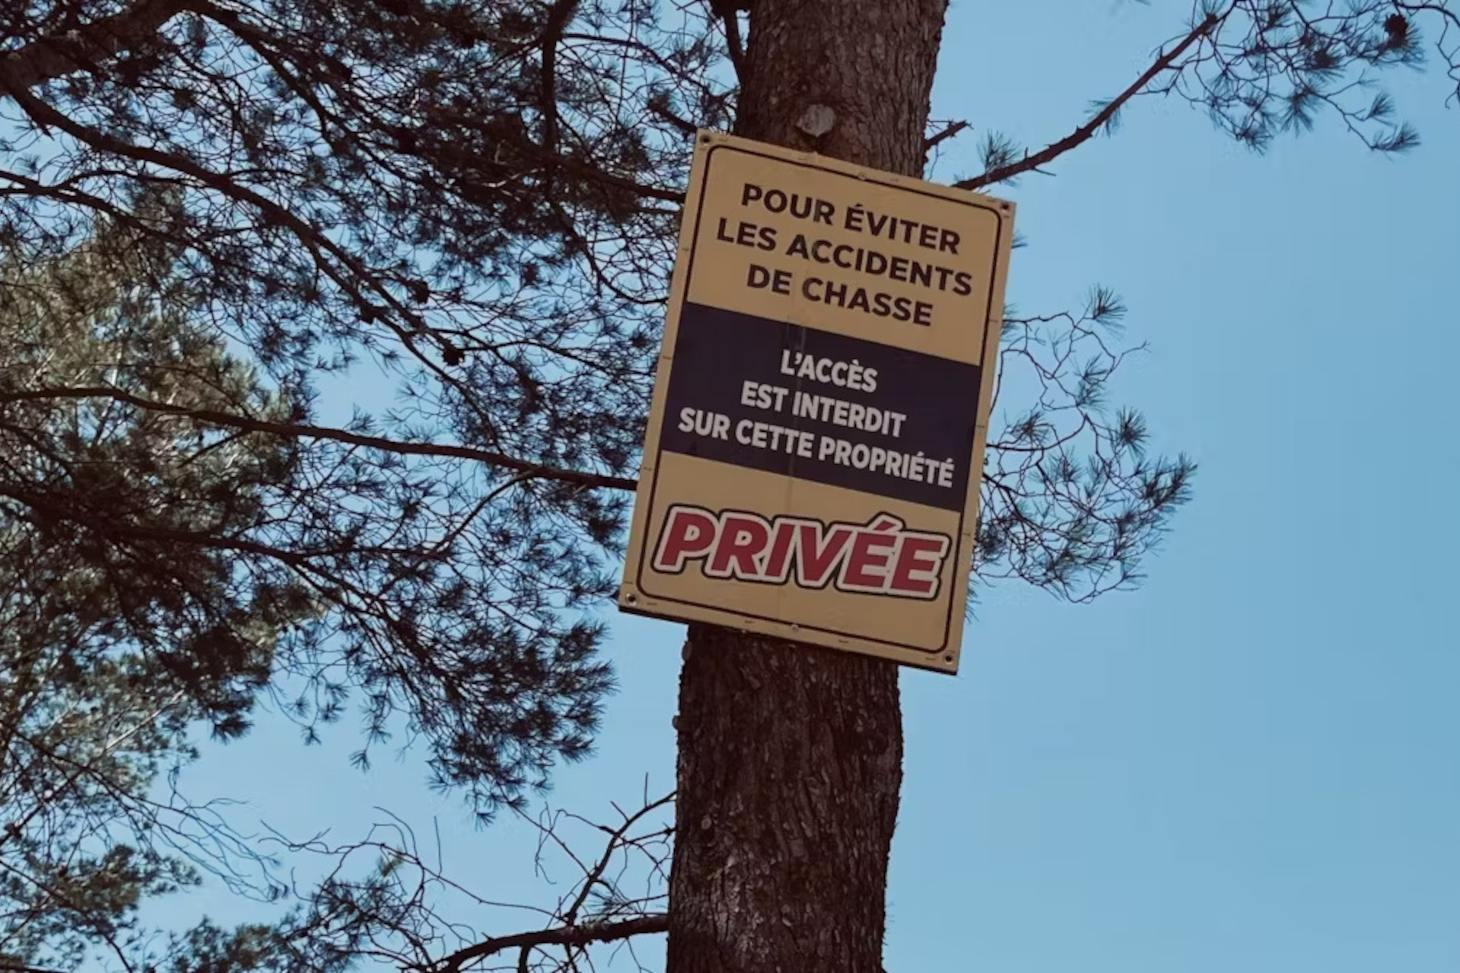 POUR ÉVITER
LES ACCIDENTS
DE CHASSE
L'ACCÈS
EST INTERDIT
SUR CETTE PROPRIÉTÉ
PRIVÉE